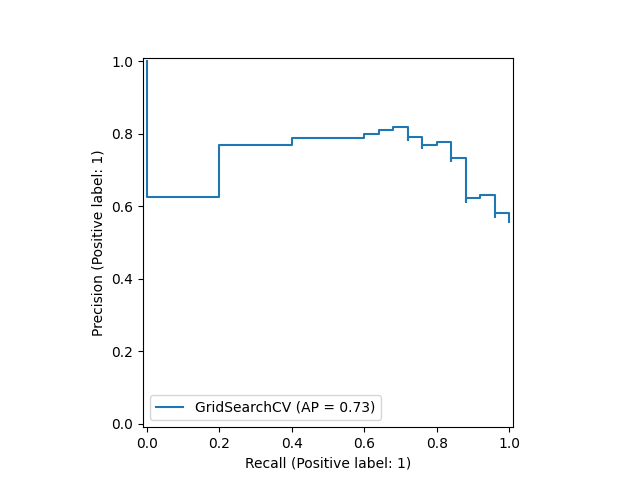 1.0
0.8
0.6
0.4
0.2
0.0
Precision (Positive label: 1)
GridSearchCV (AP = 0.73)
0.0 0.2 0.4 0.6 0.8 1.0
Recall (Positive label: 1)